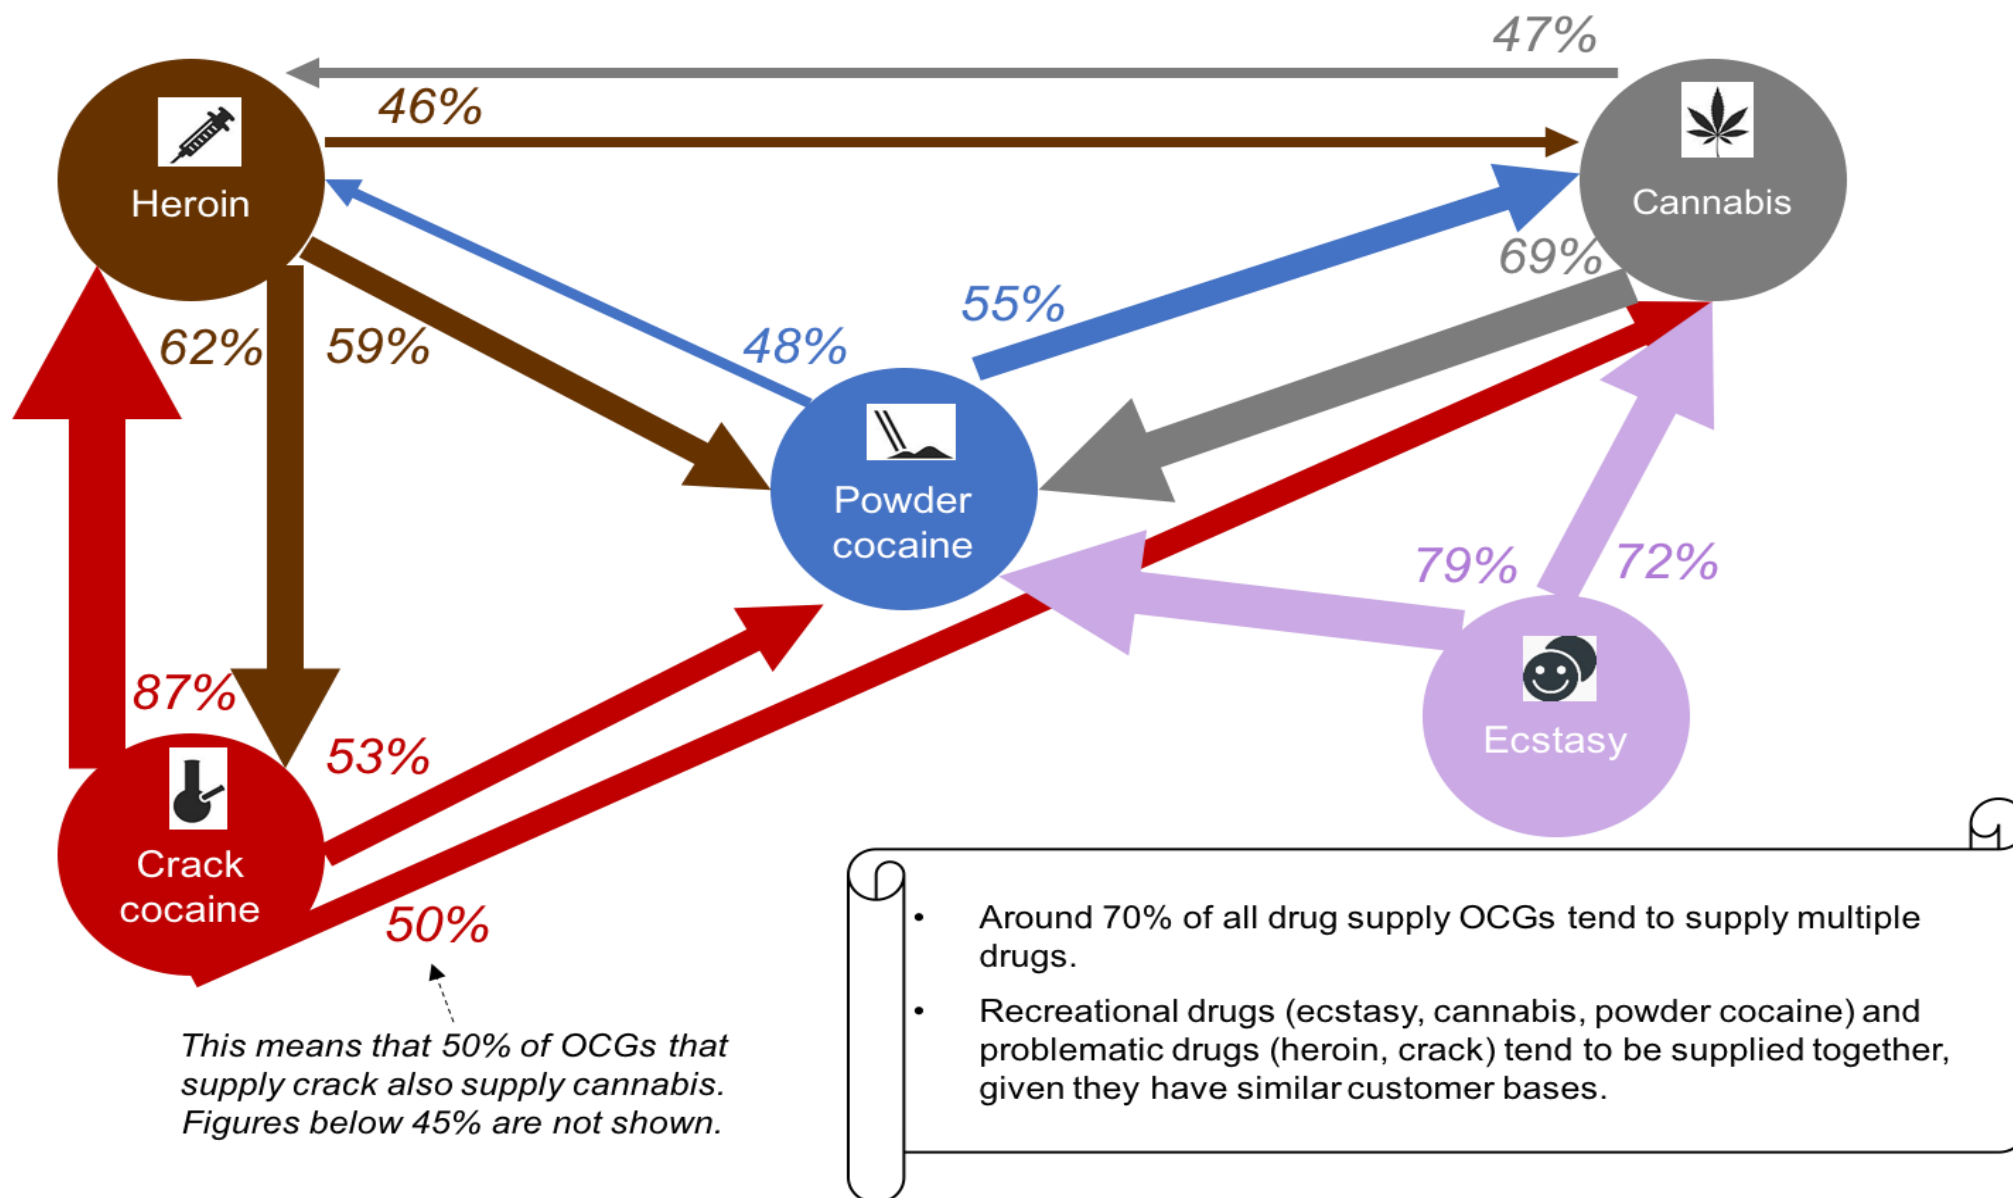 47%
46%
Heroin
Cannabis
69%
55%
62%
59%
48%
Powder
cocaine
79%
72%
87%
53%
Ecstasy
Crack
cocaine
50%
This means that 50% of OCGs that
supply crack also supply cannabis.
Figures below 45% are not shown.
• Around 70% of all drug supply OCGs tend to supply multiple
drugs.
• Recreational drugs (ecstasy, cannabis, powder cocaine) and
problematic drugs (heroin, crack) tend to be supplied together,
given they have similar customer bases.